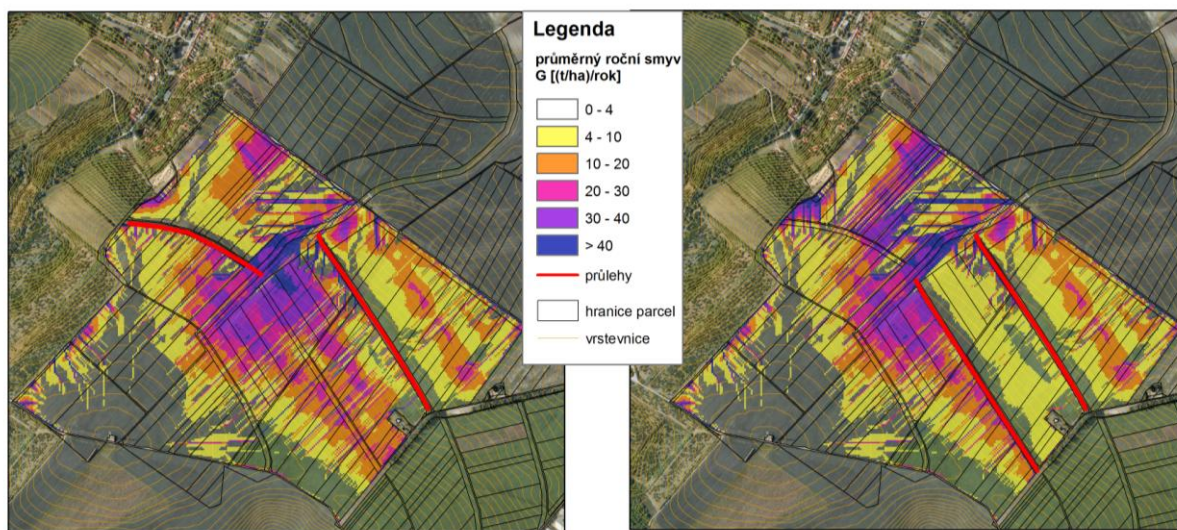 Legenda
průměrný roční smyv
G [(t/ha)/rok]
0 - 4
4 - 10
10 - 20
20 - 30
30 - 40
> 40
průlehy
hranice parcel
vrstevnice